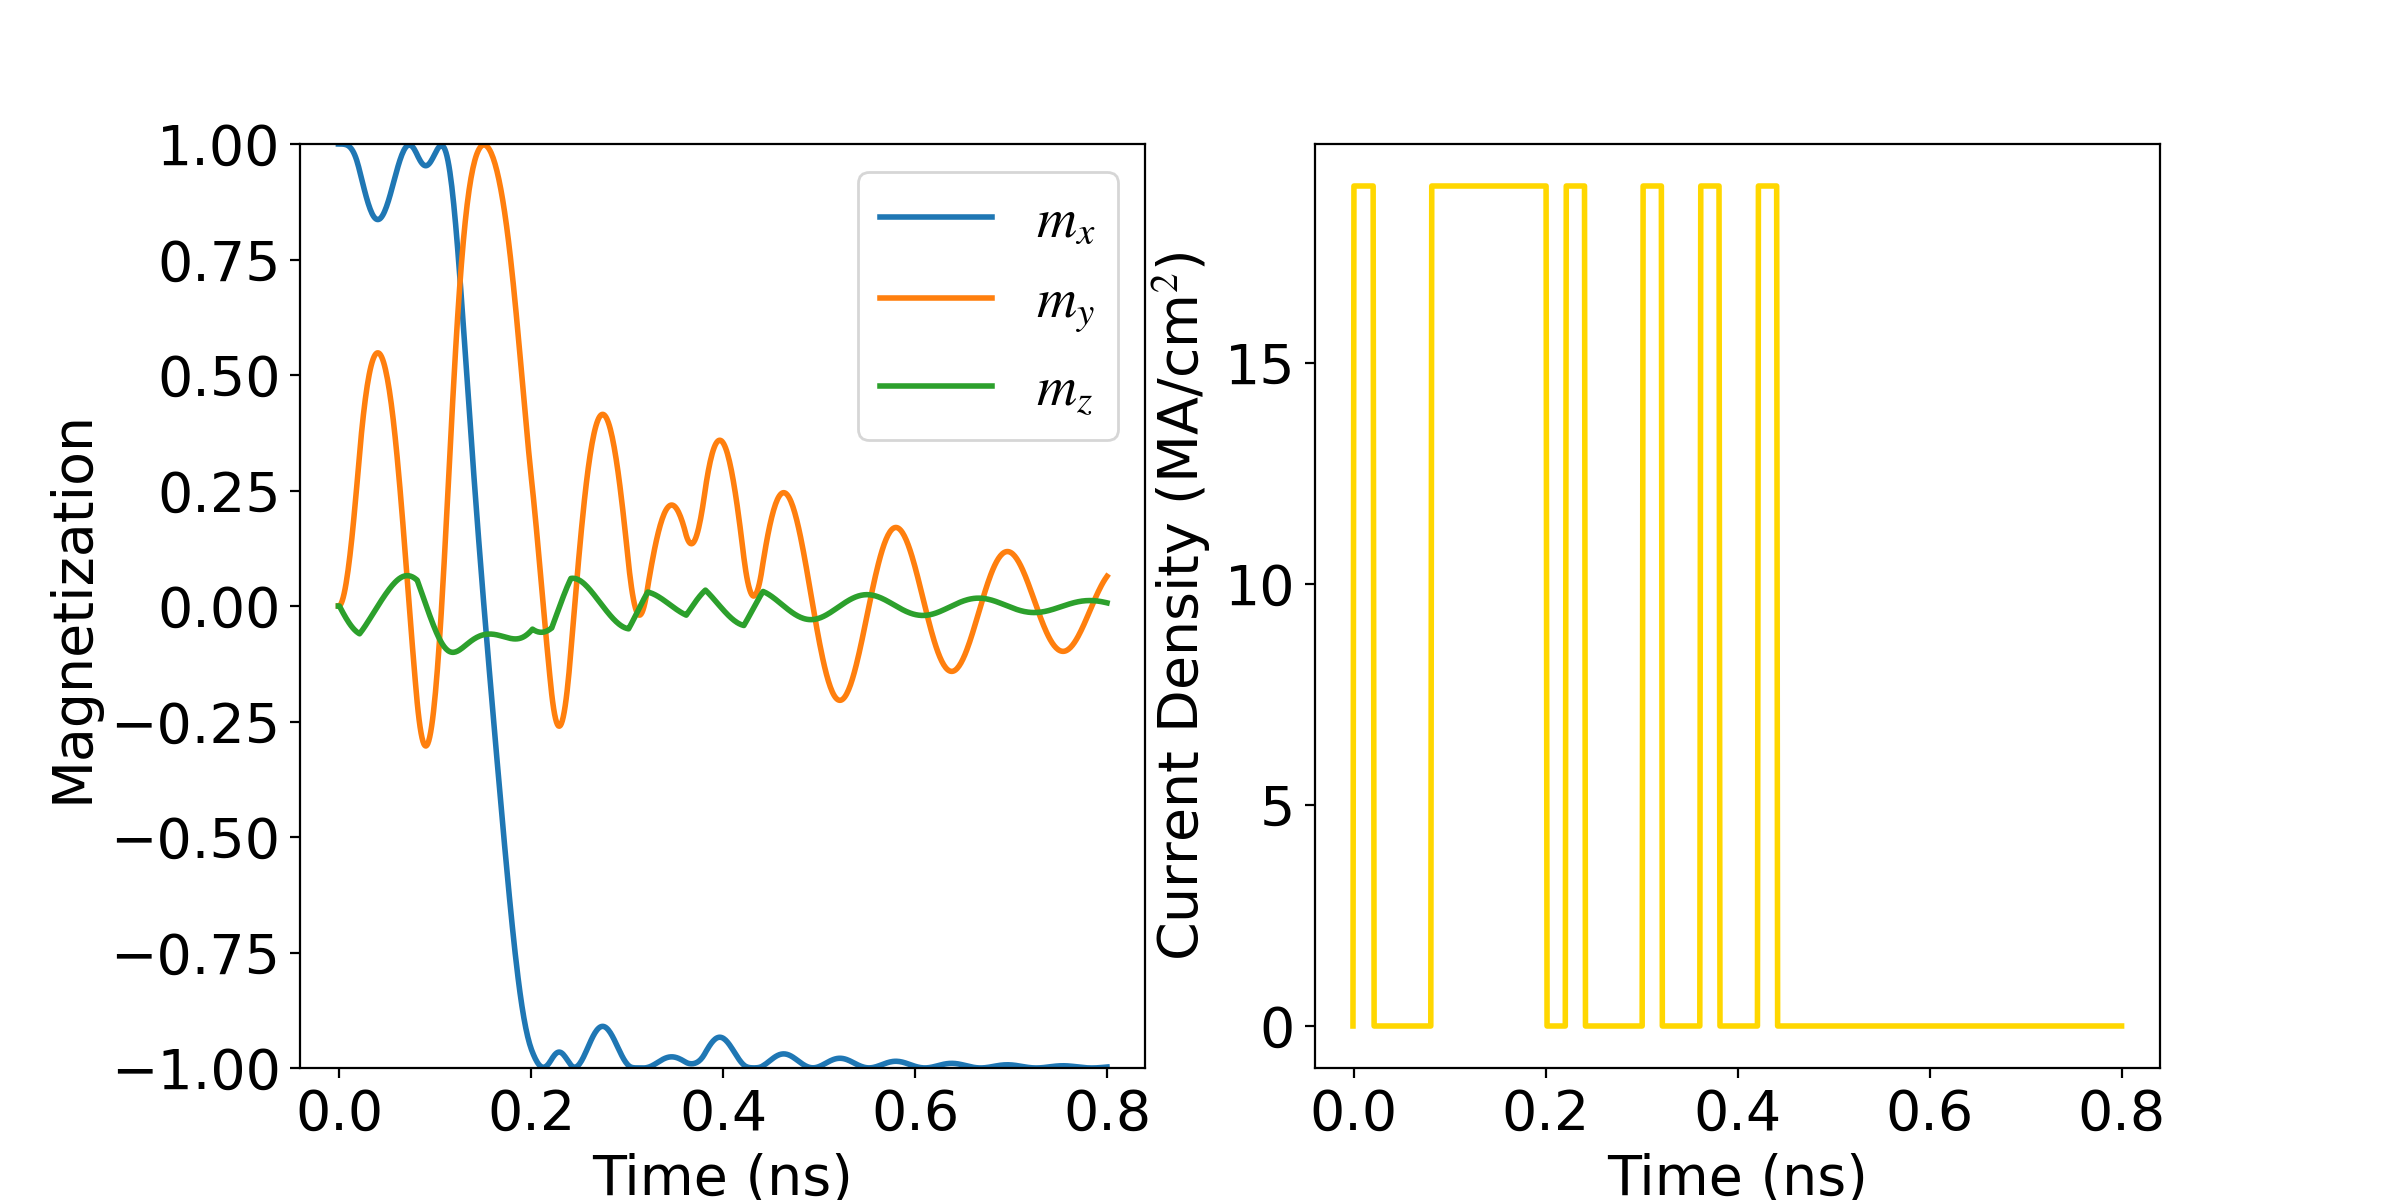 1.00
0.75
0.50
0.25
0.00
−0.25
−0.50
−0.75
−1.00
Magnetization
0.0 0.2 0.4 0.6 0.8
Time (ns)
m_x
m_y
m_z
15
10
5
0
Current Density (MA/cm²)
0.0 0.2 0.4 0.6 0.8
Time (ns)